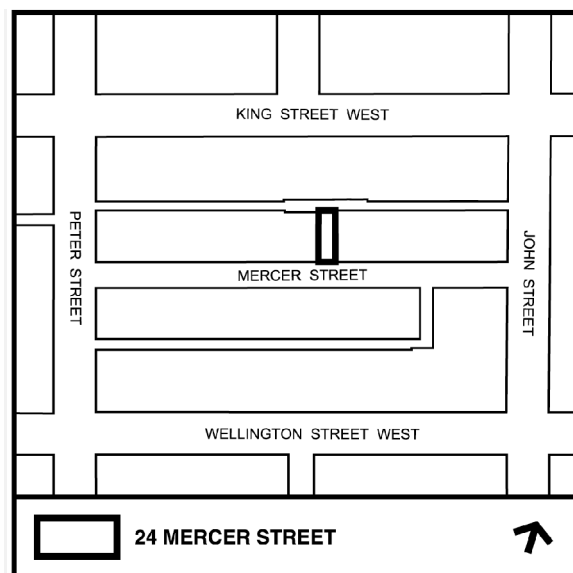 KING STREET WEST
PETER STREET
MERCER STREET
JOHN STREET
WELLINGTON STREET WEST
24 MERCER STREET